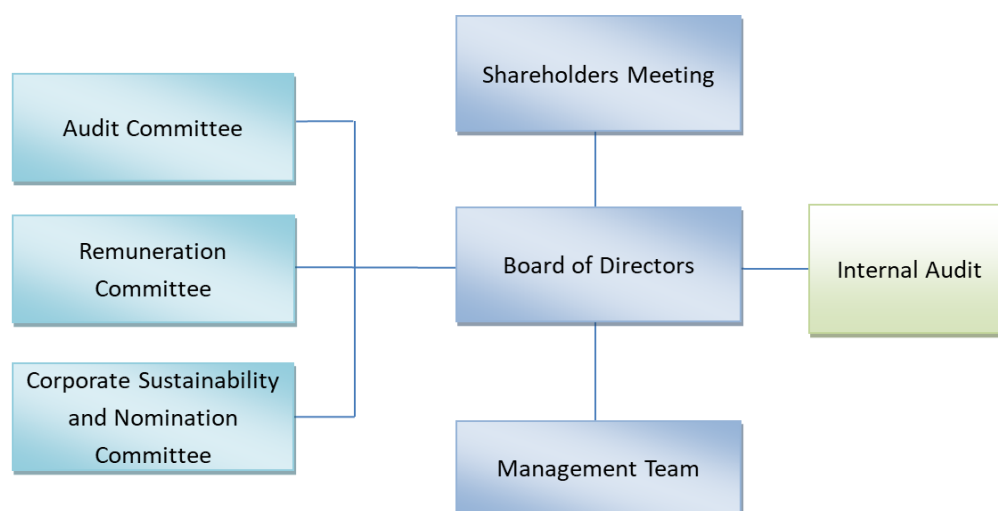 Shareholders Meeting
Audit Committee
Remuneration
Committee
Board of Directors
Internal Audit
Corporate Sustainability
and Nomination
Committee
Management Team